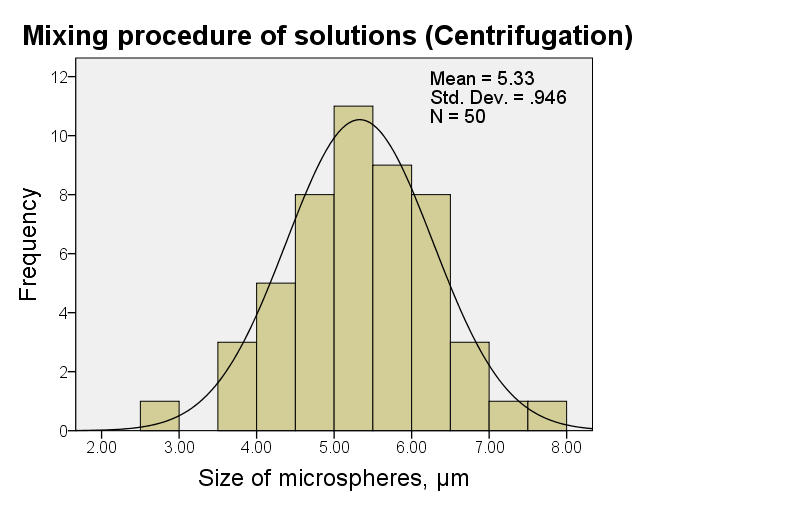 Mixing procedure of solutions (Centrifugation)
Mean = 5.33
Std. Dev. = .946
N = 50
12
10
8
6
4
2
0
Frequency
2.00 3.00 4.00 5.00 6.00 7.00 8.00
Size of microspheres, µm